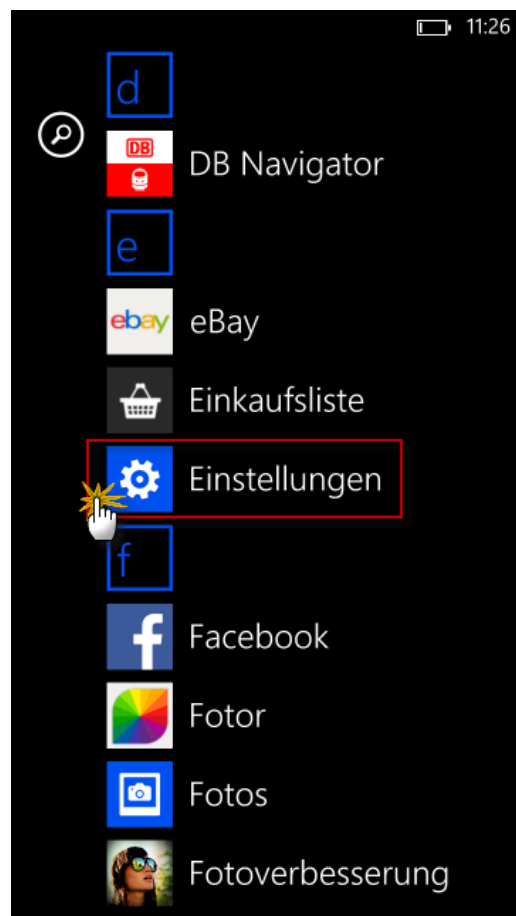 11:26
d
DB
DB Navigator
e
ebay
eBay
Einkaufsliste
Einstellungen
f
f
Facebook
Fotor
Fotos
Fotoverbesserung